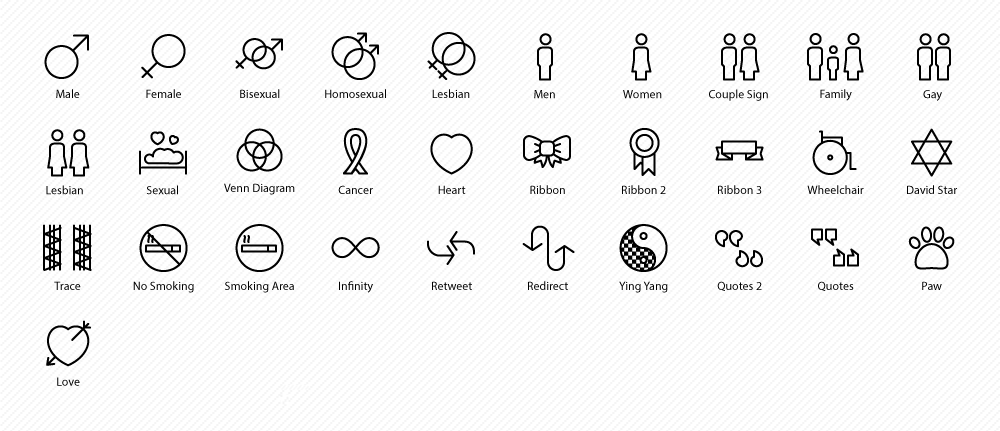 Male Female Bisexual Homosexual Lesbian Men Women Couple Sign Family Gay
Lesbian Sexual Venn Diagram Cancer Heart Ribbon Ribbon 2 Ribbon 3 Wheelchair David Star
Trace No Smoking Smoking Area Infinity Retweet Redirect Ying Yang Quotes 2 Quotes Paw
Love